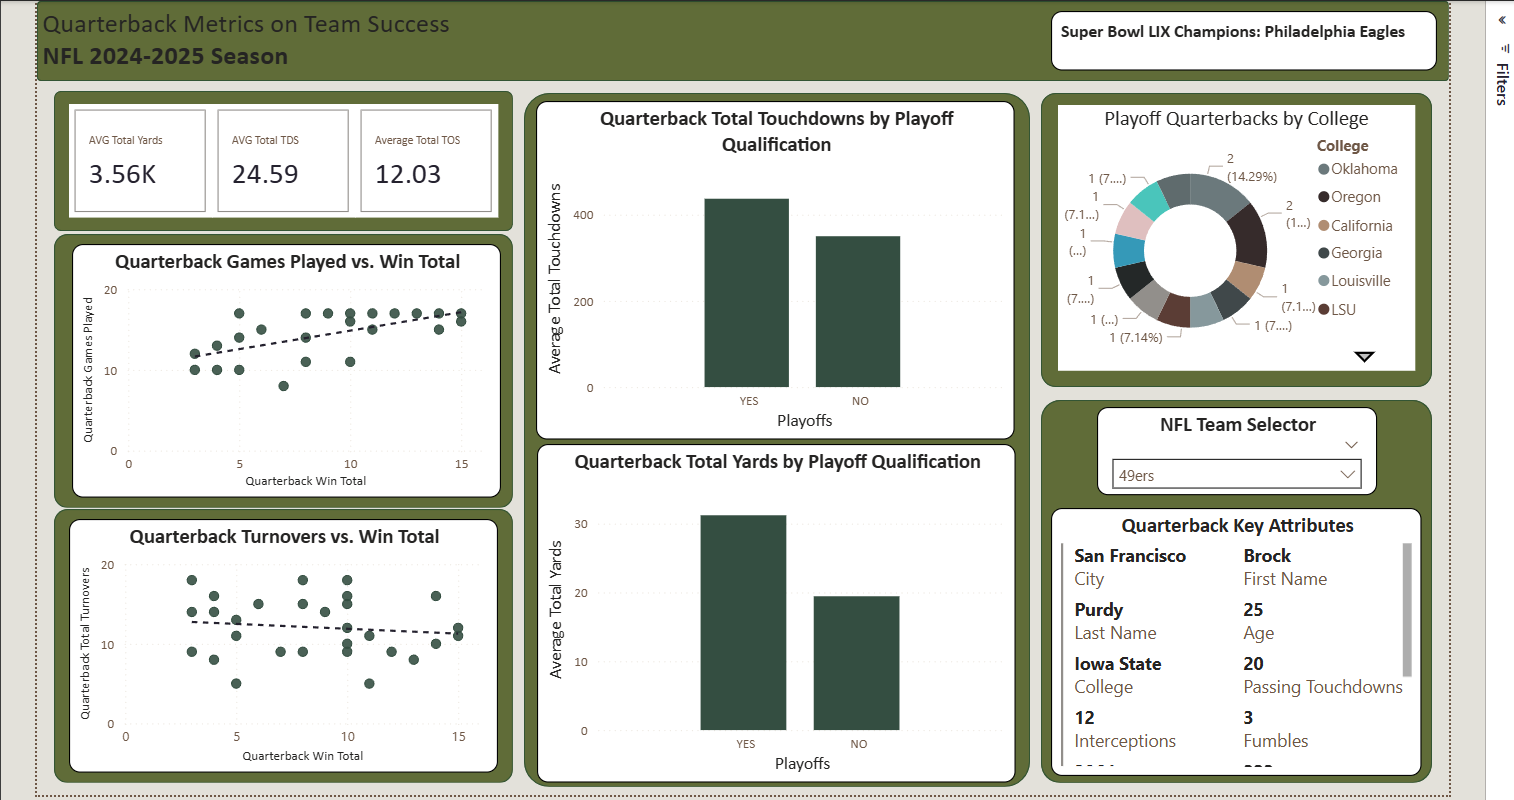 Quarterback Metrics on Team Success
NFL 2024-2025 Season
Super Bowl LIX Champions: Philadelphia Eagles
Filters
AVG Total Yards
3.56K
AVG Total TDS
24.59
Average Total TOS
12.03
Quarterback Games Played vs. Win Total
Quarterback Games Played
20
10
0
0
5
10
15
Quarterback Win Total
Quarterback Turnovers vs. Win Total
Quarterback Total Turnovers
20
10
0
0
5
10
15
Quarterback Win Total
Quarterback Total Touchdowns by Playoff
Qualification
Average Total Touchdowns
400
200
0
YES
NO
Playoffs
Quarterback Total Yards by Playoff Qualification
Average Total Yards
30
20
10
0
YES
NO
Playoffs
Playoff Quarterbacks by College
2
(14.29%)
2
(1...)
1
(7.1...)
1 (7....)
1 (7.14%)
1 (...)
1
(7....)
1
(...)
1
(7.1...)
1 (7....)
College
Oklahoma
Oregon
California
Georgia
Louisville
LSU
NFL Team Selector
49ers
Quarterback Key Attributes
San Francisco
City
Brock
First Name
Purdy
Last Name
25
Age
Iowa State
College
20
Passing Touchdowns
12
Interceptions
3
Fumbles